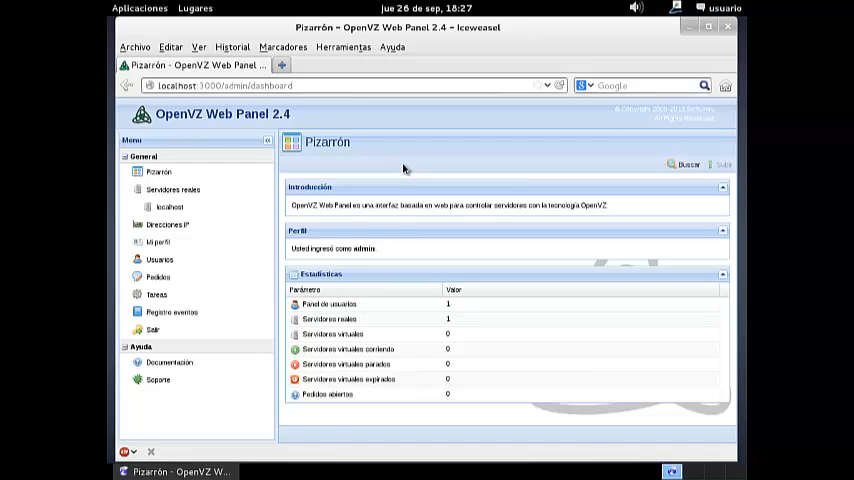 Aplicaciones Lugares jue 26 de sep, 18:27 usuario
Pizarrón - OpenVZ Web Panel 2.4 - Iceweasel
Archivo Editar Ver Historial Marcadores Herramientas Ayuda
Pizarrón - OpenVZ Web Panel ...
localhost:3000/admin/dashboard Google
OpenVZ Web Panel 2.4
All Rights Reserved.
Menu
Pizarrón
General
Pizarrón
Buscar Subir
Servidores reales
Introducción
localhost
OpenVZ Web Panel es una interfaz basada en web para controlar servidores con la tecnología OpenVZ.
Direcciones IP
Perfil
Mi perfil
Usted ingresó como admin.
Usuarios
Pedidos
Estadísticas
Tareas
Parámetro Valor
Panel de usuarios 1
Registro eventos
Servidores reales 1
Salir
Servidores virtuales 0
Ayuda
Servidores virtuales corriendo 0
Documentación
Servidores virtuales parados 0
Soporte
Servidores virtuales expirados 0
Pedidos abiertos 0
ABP
Pizarrón - OpenVZ W...